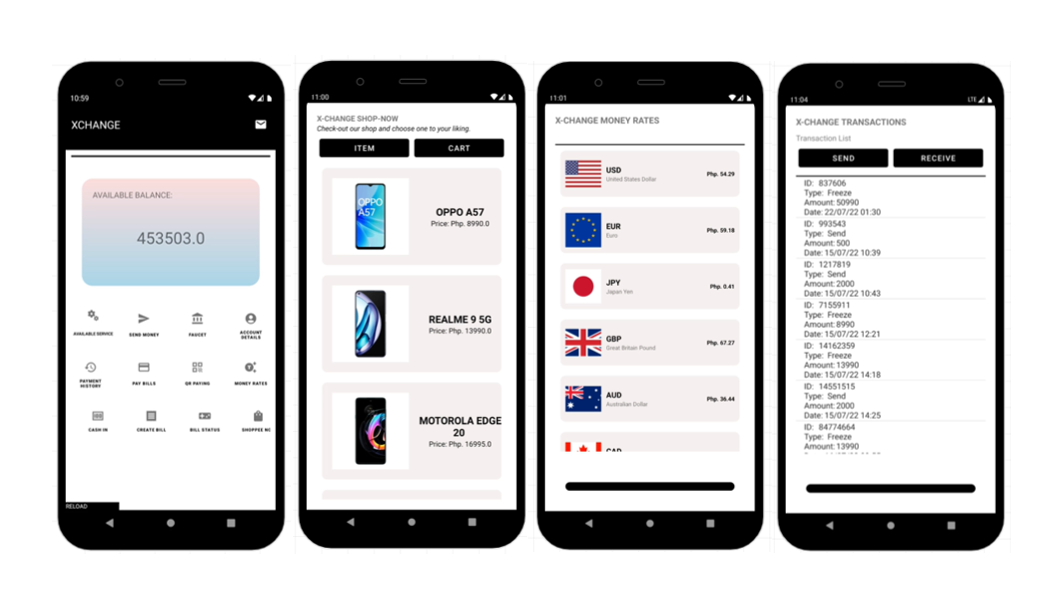 10:59
XCHANGE
AVAILABLE BALANCE:
453503.0
AVAILABLE SERVICE
SEND MONEY
FAUCET
ACCOUNT
DETAILS
PAYMENT
HISTORY
PAY BILLS
QR PAYING
MONEY RATES
CASH IN
CREATE BILL
BILL STATUS
SHOPPEE NC
RELOAD
11:00
X-CHANGE SHOP-NOW
Check-out our shop and choose one to your liking.
ITEM
CART
OPPO
A57
OPPO A57
Price: Php. 8990.0
REALME 9 5G
Price: Php. 13990.0
MOTOROLA EDGE
20
Price: Php. 16995.0
11:01
X-CHANGE MONEY RATES
USD
United States Dollar
Php. 54.29
EUR
Euro
Php. 59.18
JPY
Japan Yen
Php. 0.41
GBP
Great Britain Pound
Php. 67.27
AUD
Australian Dollar
Php. 36.44
CAD
11:04
LTE
X-CHANGE TRANSACTIONS
Transaction List
SEND
RECEIVE
ID: 837606
Type: Freeze
Amount: 50990
Date: 22/07/22 01:30
ID: 993543
Type: Send
Amount: 500
Date: 15/07/22 10:39
ID: 1217819
Type: Send
Amount: 2000
Date: 15/07/22 10:43
ID: 7155911
Type: Freeze
Amount: 8990
Date: 15/07/22 12:21
ID: 14162359
Type: Freeze
Amount: 13990
Date: 15/07/22 14:18
ID: 14551515
Type: Send
Amount: 2000
Date: 15/07/22 14:25
ID: 84774664
Type: Freeze
Amount: 13990